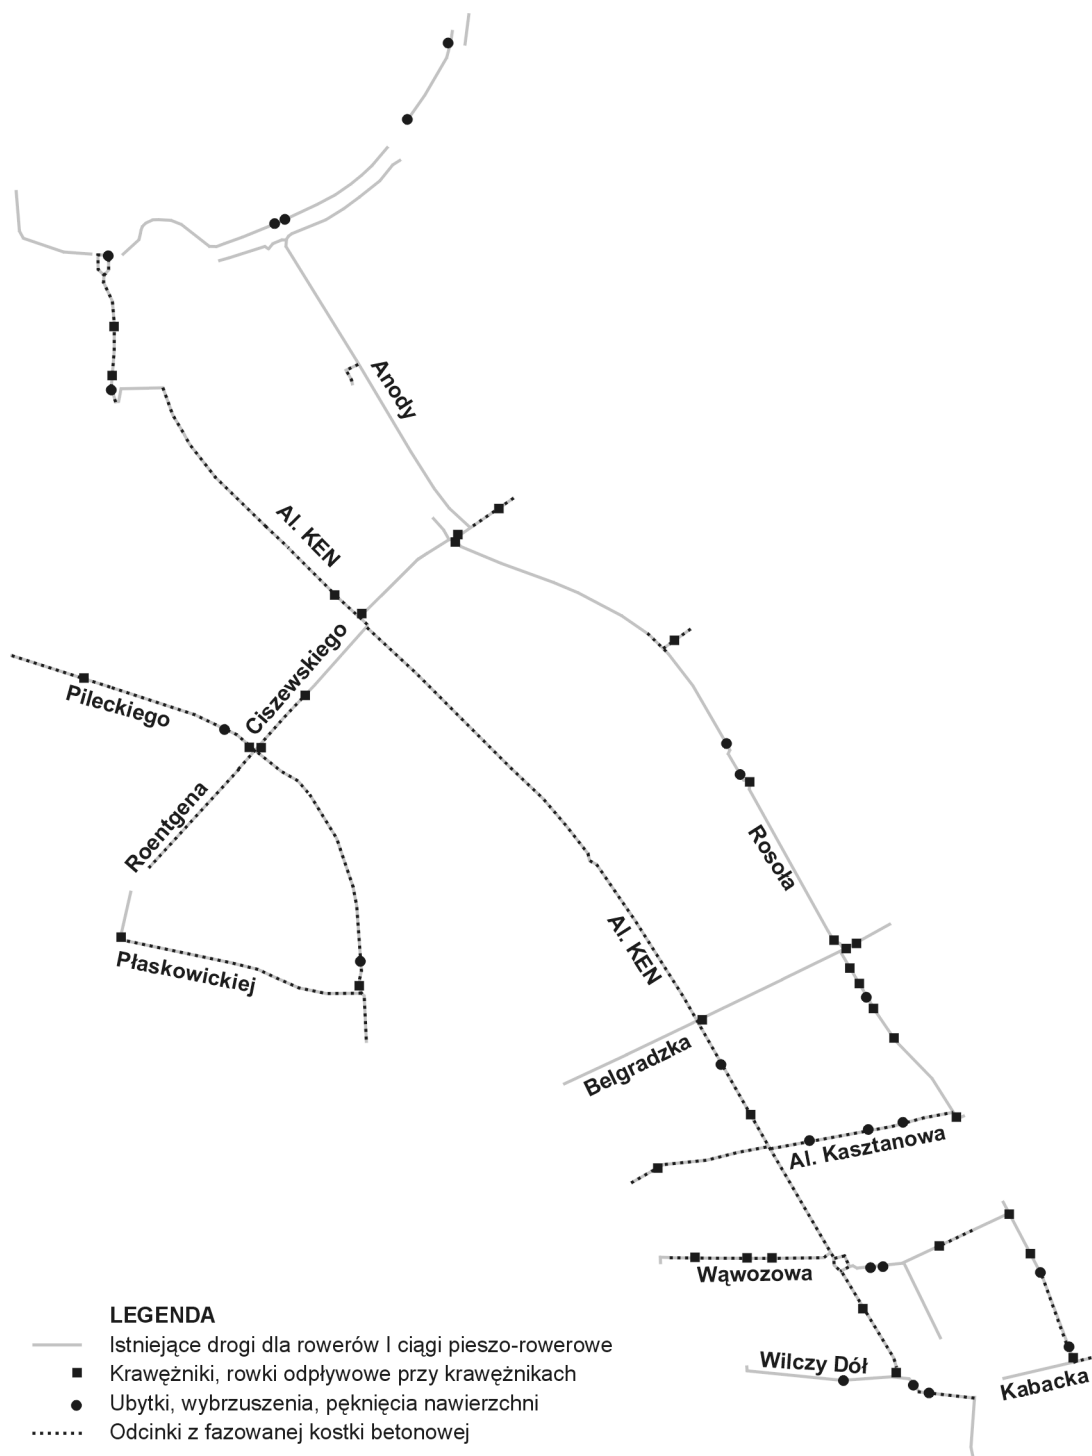 Anody
Al. KEN
Ciszewskiego
Pileckiego
Roentgena
Rosoła
Al. KEN
Płaskowickiej
Belgradzka
Al. Kasztanowa
Wąwozowa
Wilczy Dół
Kabacka
LEGENDA
Istniejące drogi dla rowerów I ciągi pieszo-rowerowe
Krawężniki, rowki odpływowe przy krawężnikach
Ubytki, wybrzuszenia, pęknięcia nawierzchni
Odcinki z fazowanej kostki betonowej